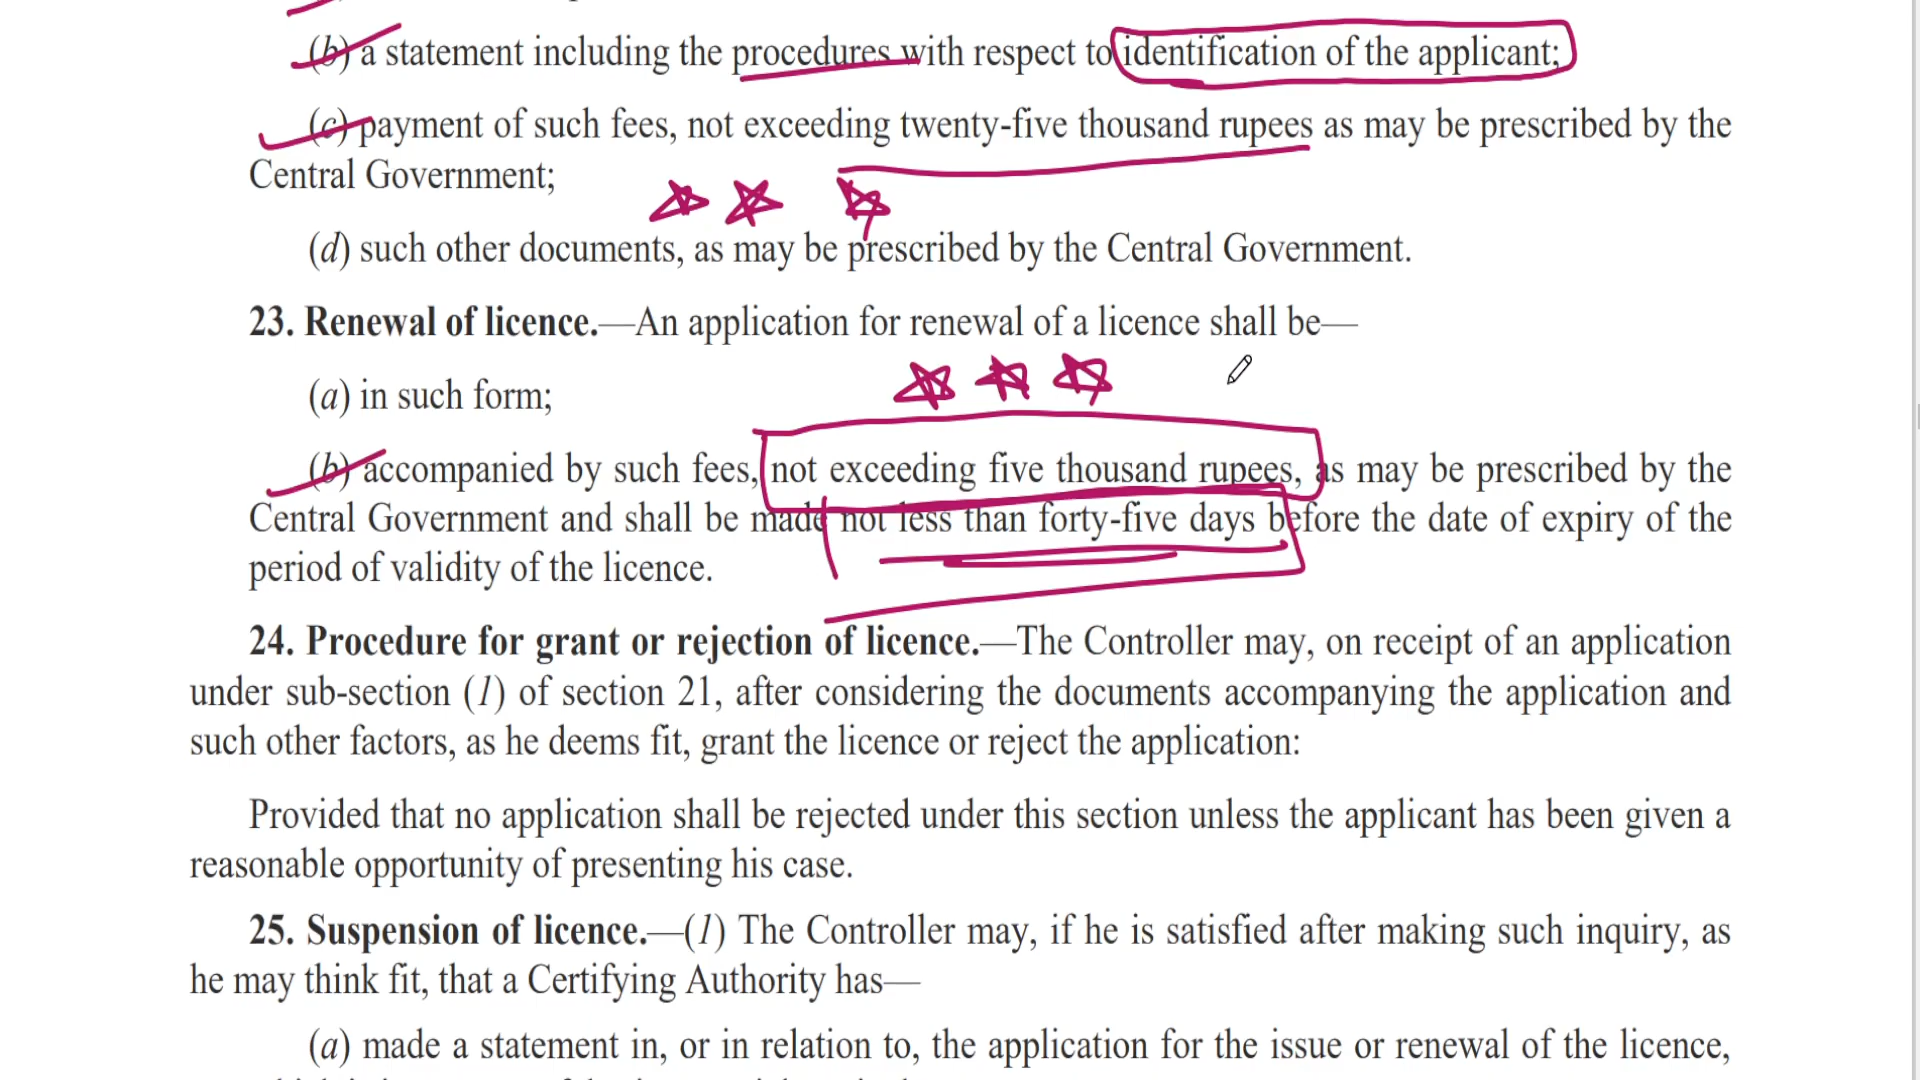 (b) a statement including the procedures with respect to identification of the applicant;
(c) payment of such fees, not exceeding twenty-five thousand rupees as may be prescribed by the
Central Government;
(d) such other documents, as may be prescribed by the Central Government.
23. Renewal of licence.—An application for renewal of a licence shall be—
(a) in such form;
(b) accompanied by such fees, not exceeding five thousand rupees, as may be prescribed by the
Central Government and shall be made not less than forty-five days before the date of expiry of the
period of validity of the licence.
24. Procedure for grant or rejection of licence.—The Controller may, on receipt of an application
under sub-section (1) of section 21, after considering the documents accompanying the application and
such other factors, as he deems fit, grant the licence or reject the application:
Provided that no application shall be rejected under this section unless the applicant has been given a
reasonable opportunity of presenting his case.
25. Suspension of licence.—(1) The Controller may, if he is satisfied after making such inquiry, as
he may think fit, that a Certifying Authority has—
(a) made a statement in, or in relation to, the application for the issue or renewal of the licence,